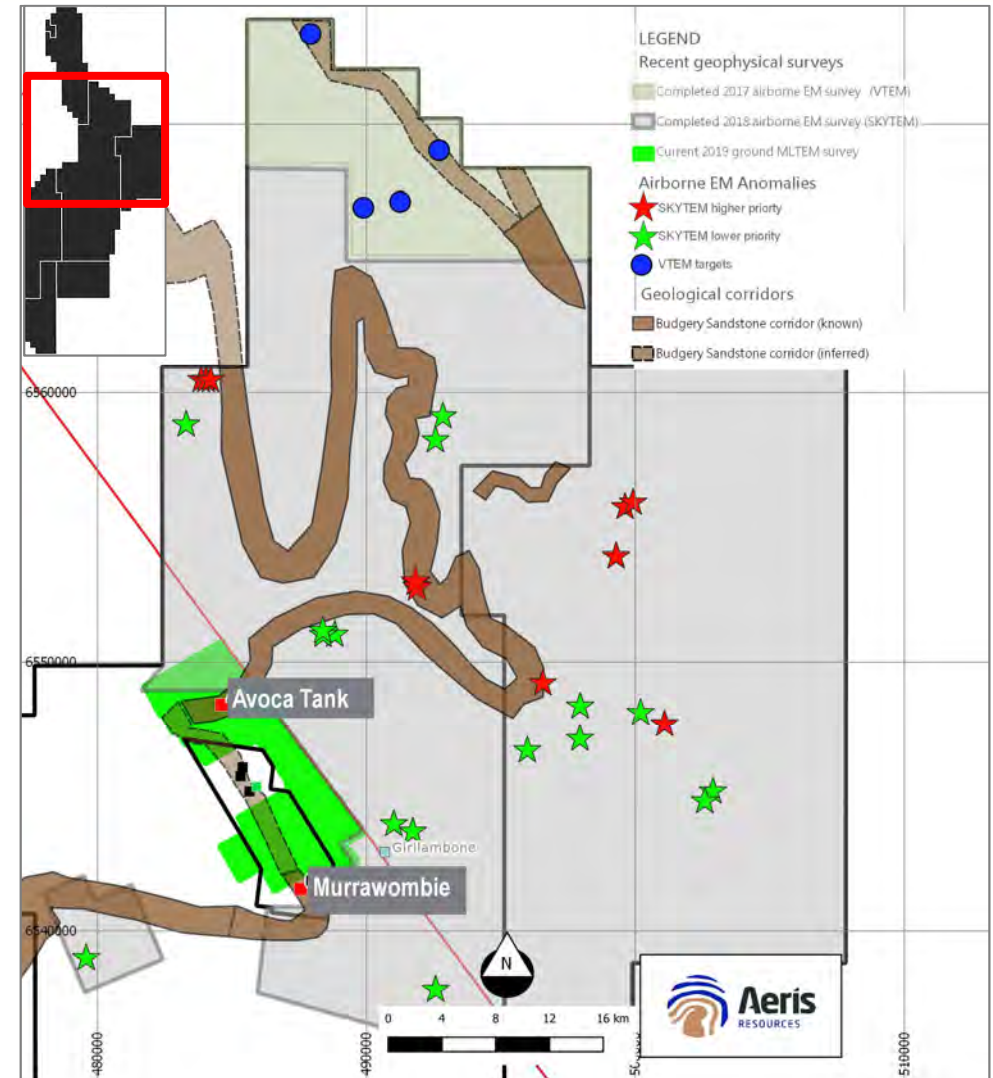 LEGEND
Recent geophysical surveys
Completed 2017 airborne EM survey (VTEM)
Completed 2018 airborne EM survey (SKYTEM)
Current 2019 ground MLTEM survey
Airborne EM Anomalies
SKYTEM higher priorty
SKYTEM lower priority
VTEM targets
Geological corridors
Budgery Sandstone corridor (known)
Budgery Sandstone corridor (inferred)
6560000
6550000
Avoca Tank
Girilambone
Murrawombie
6540000
N
0 4 8 12 16 km
Aeris
RESOURCES
480000
490000
510000